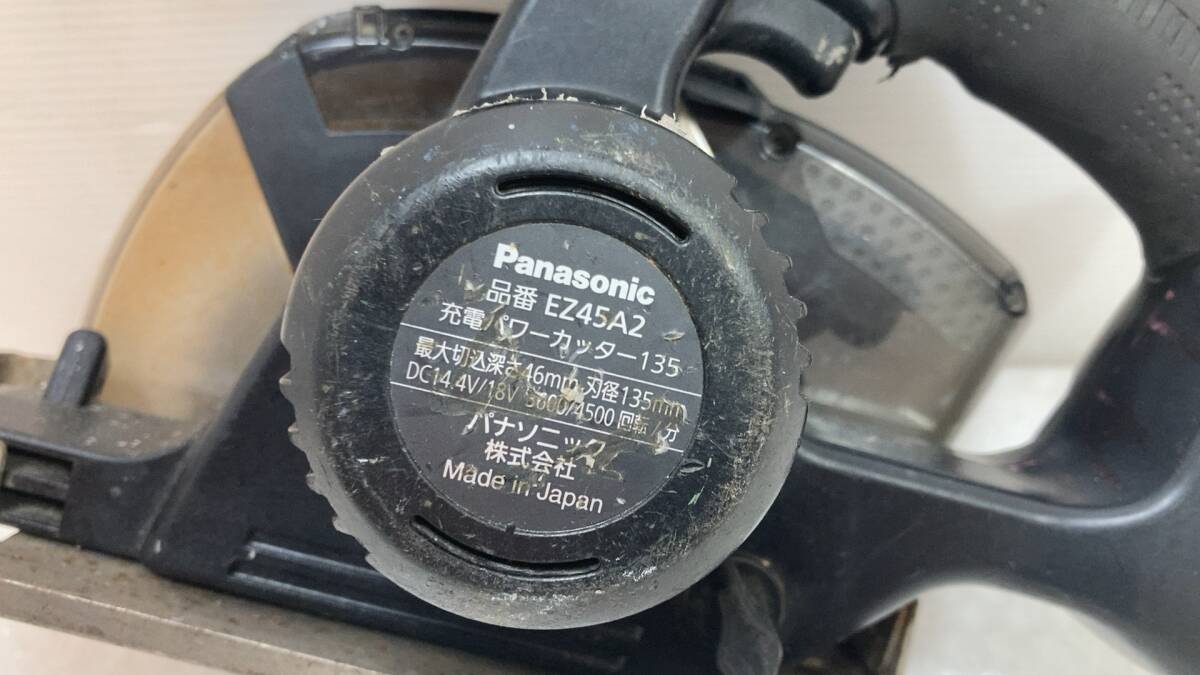 Panasonic
品番 EZ45A2
充電パワーカッター135
最大切込深さ46mm 刃径135mm
DC14.4V/18V 3600/4500 回転/分
パナソニック
株式会社
Made in Japan